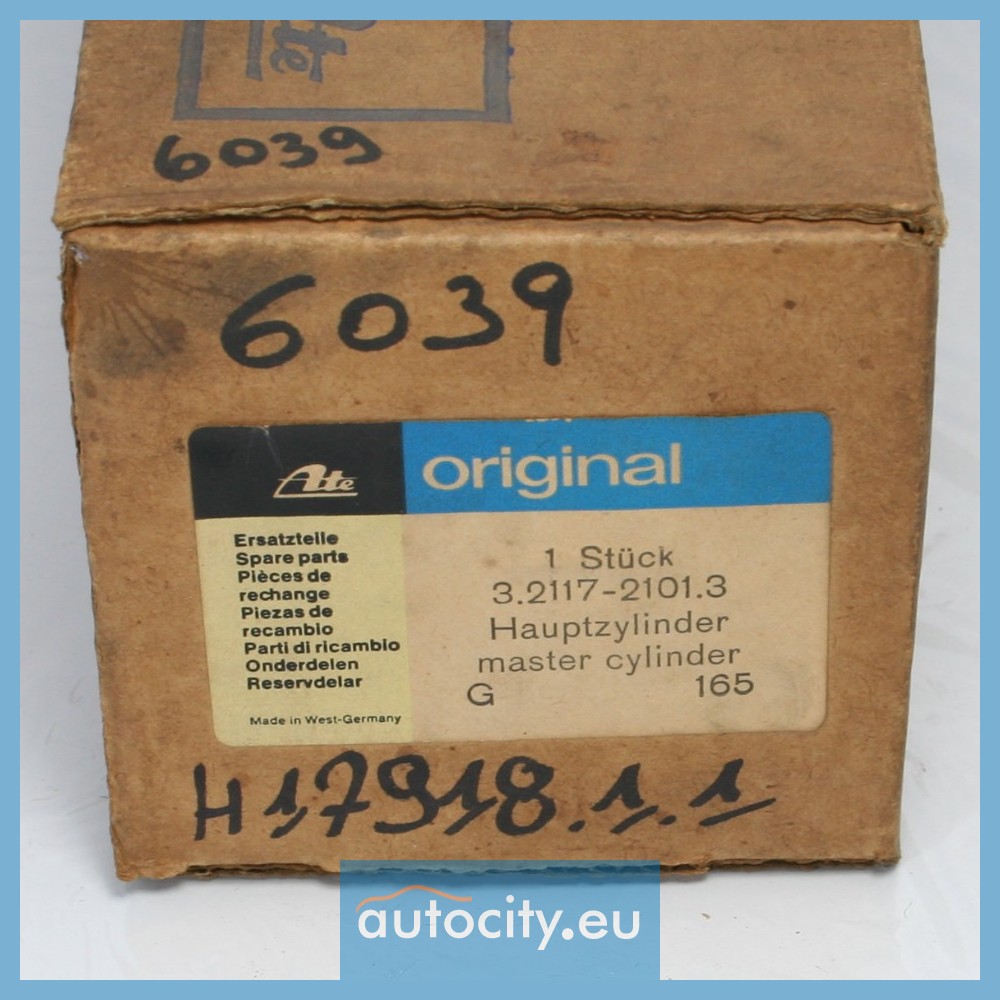 Ate
6039
6039
Ate
original
Ersatzteile
Spare parts
Pièces de
rechange
Piezas de
recambio
Parti di ricambio
Onderdelen
Reservdelar
Made in West-Germany
1 Stück
3.2117-2101.3
Hauptzylinder
master cylinder
G 165
H17918.1.1
autocity.eu